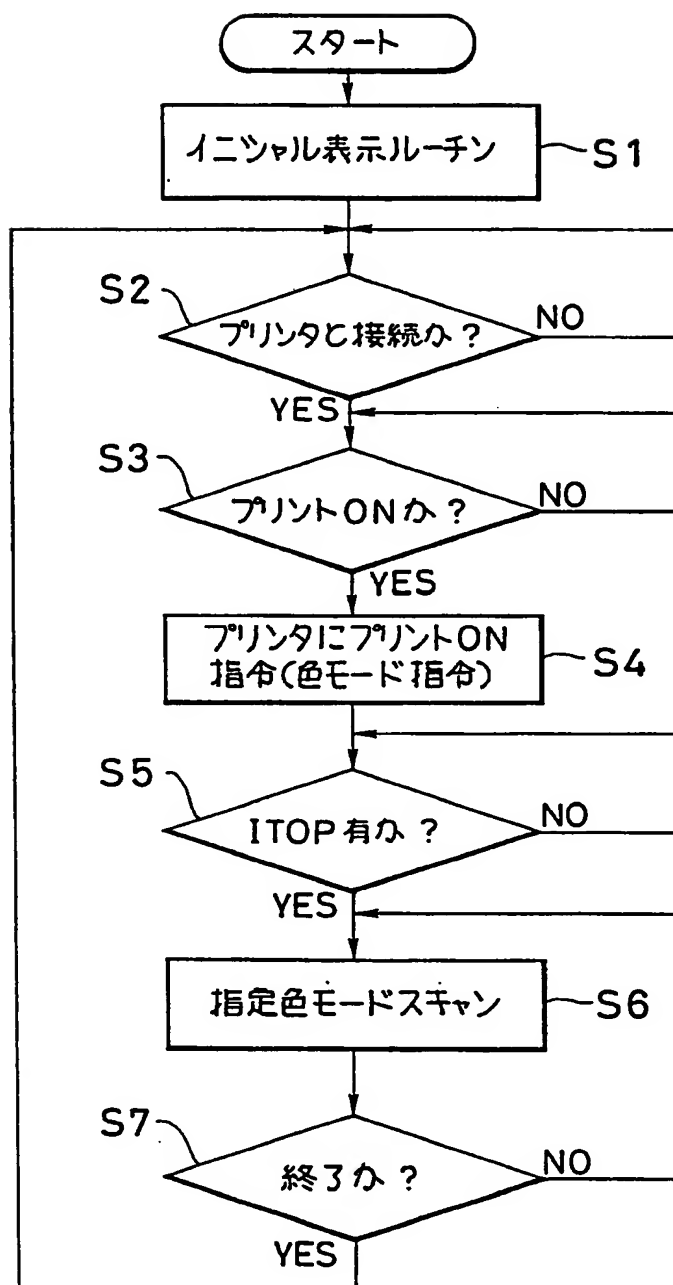 スタート
イニシャル表示ルーチン
S1
S2
プリンタと接続か?
NO
YES
S3
プリントONか?
NO
YES
プリンタにプリントON
指令(色モード指令)
S4
S5
ITOP有か?
NO
YES
指定色モードスキャン
S6
S7
終了か?
NO
YES